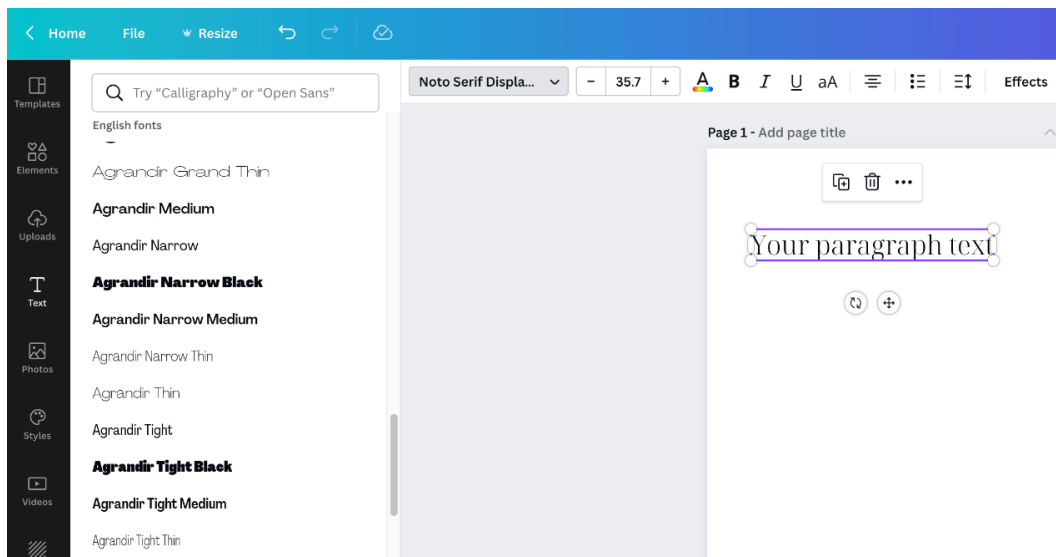 Home File Resize
Templates
Elements
Uploads
Text
Photos
Styles
Videos
Try “Calligraphy” or “Open Sans”
English fonts
Agrandir Grand Thin
Agrandir Medium
Agrandir Narrow
Agrandir Narrow Black
Agrandir Narrow Medium
Agrandir Narrow Thin
Agrandir Thin
Agrandir Tight
Agrandir Tight Black
Agrandir Tight Medium
Agrandir Tight Thin
Noto Serif Displa... – 35.7 + A B I U aA Effects
Page 1 - Add page title
Your paragraph text